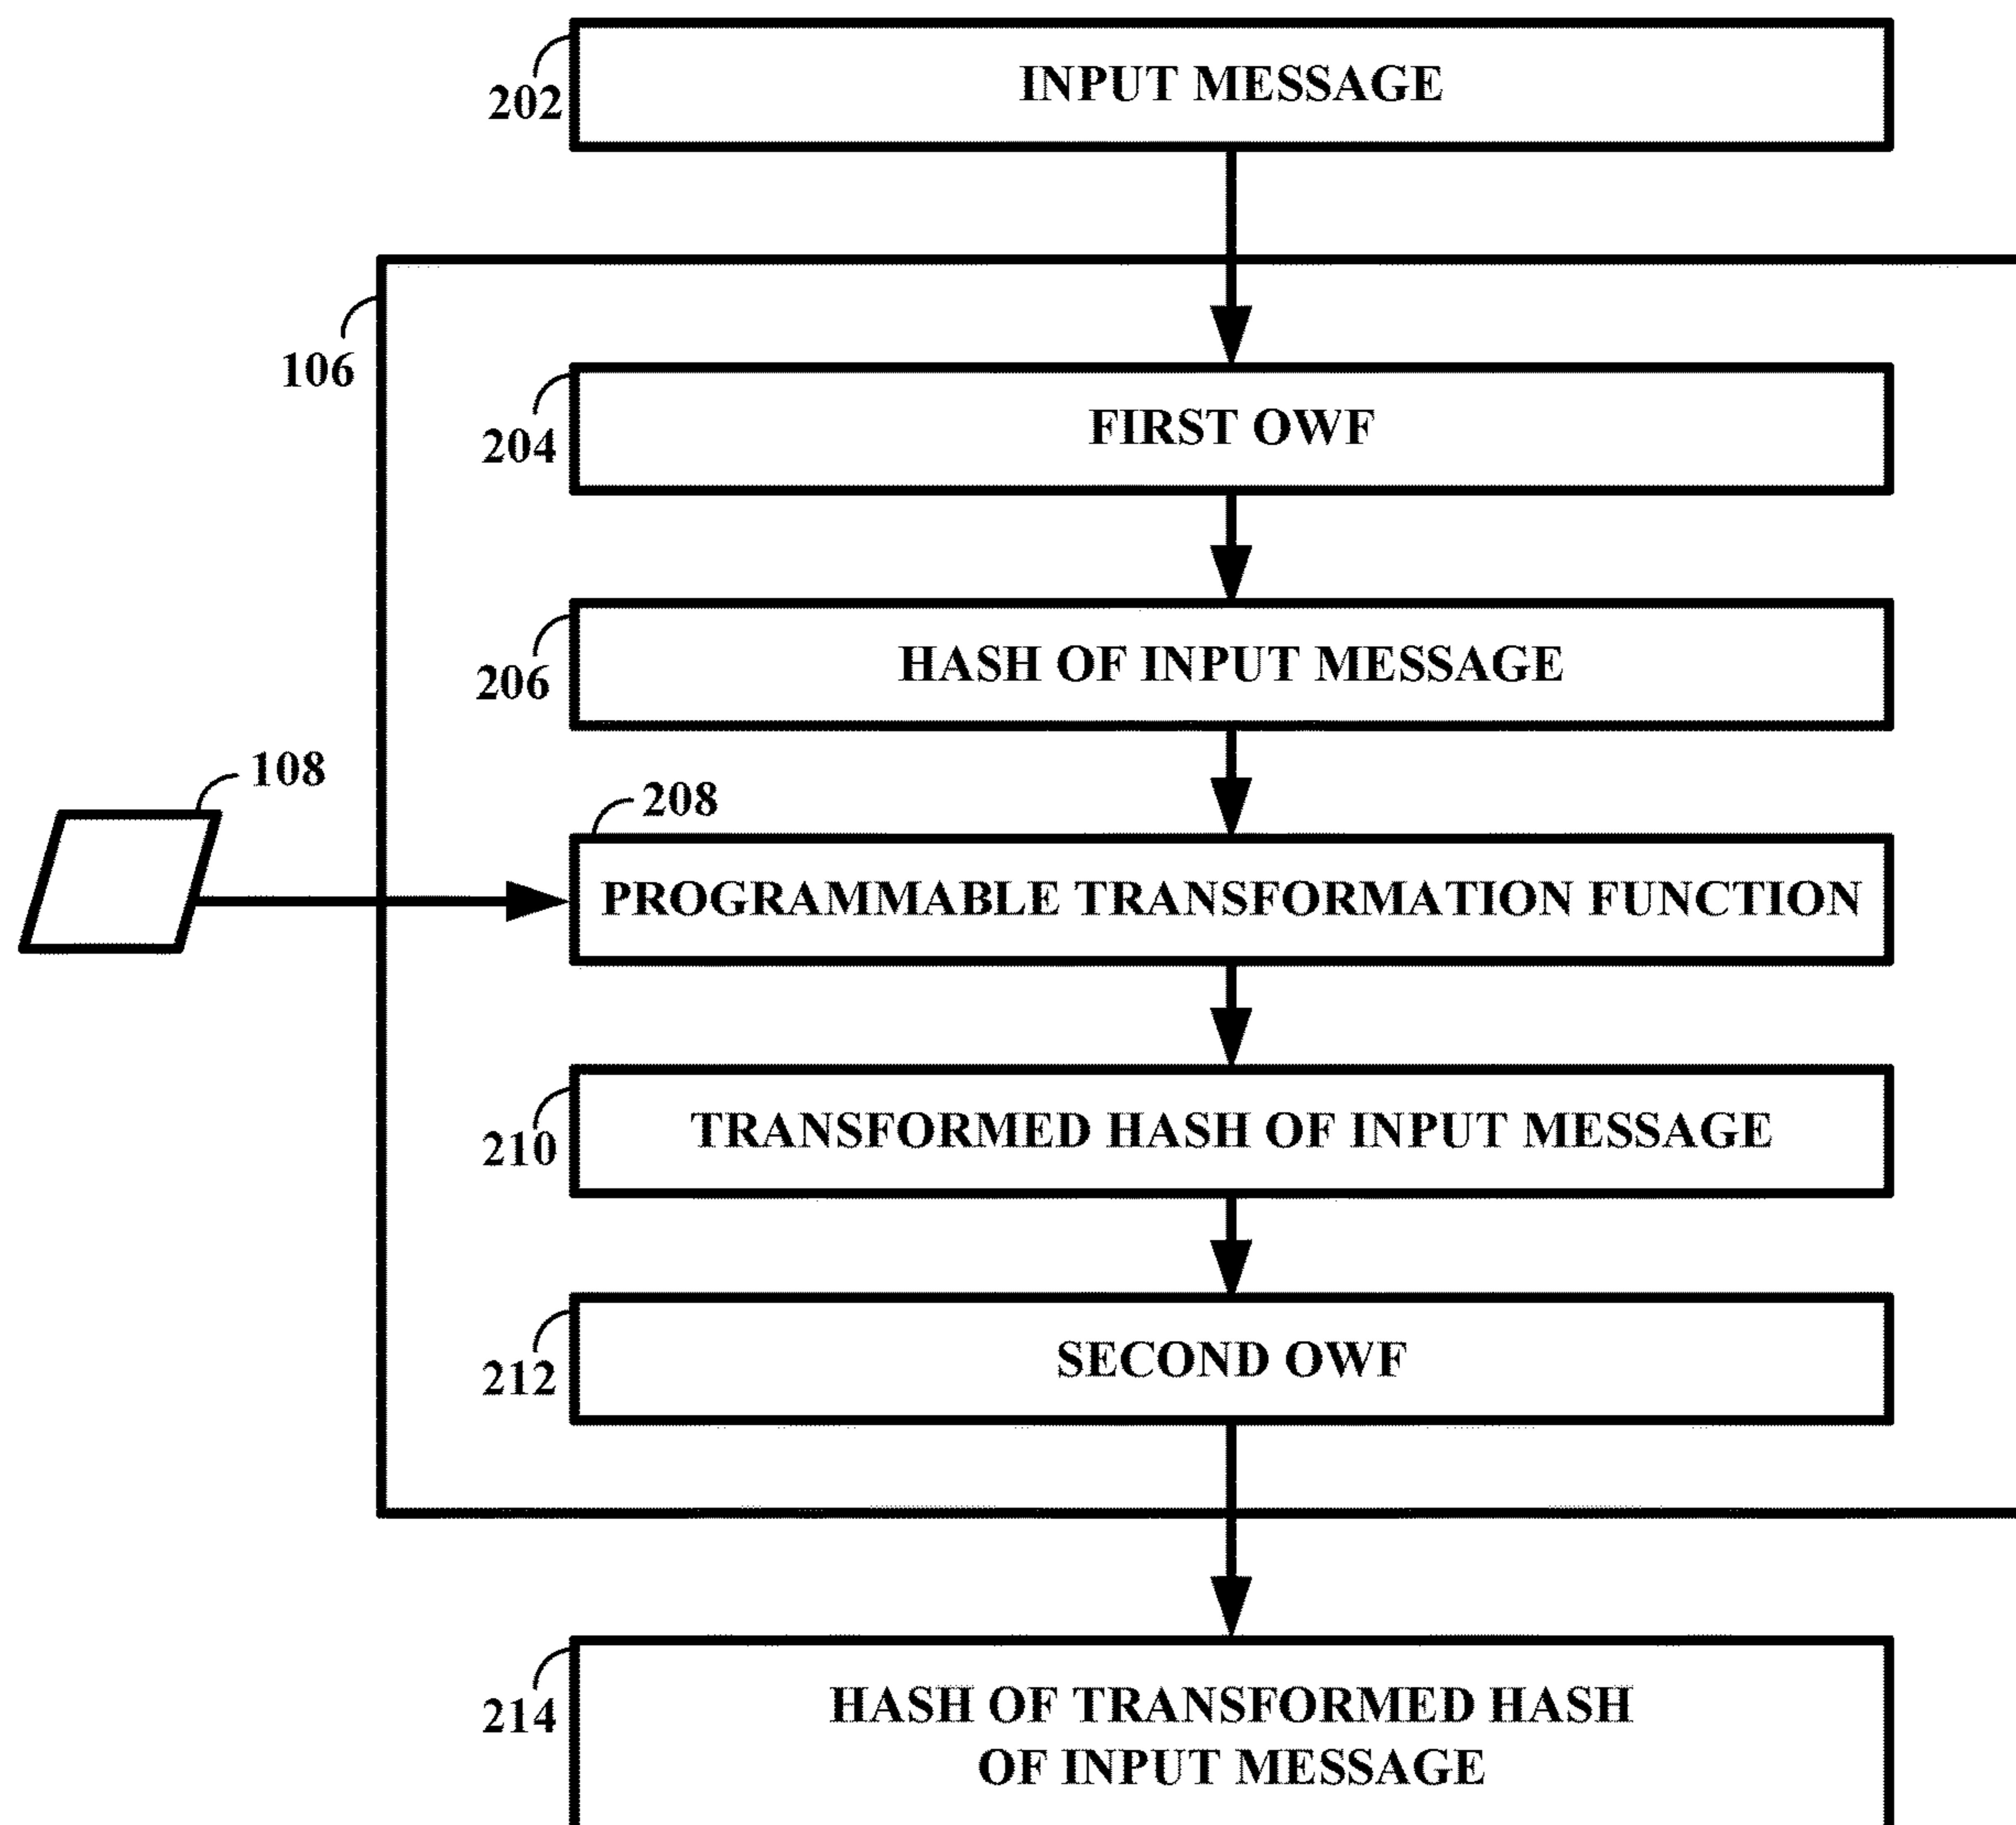 INPUT MESSAGE
202
106
FIRST OWF
204
HASH OF INPUT MESSAGE
206
108
208
PROGRAMMABLE TRANSFORMATION FUNCTION
TRANSFORMED HASH OF INPUT MESSAGE
210
SECOND OWF
212
214
HASH OF TRANSFORMED HASH
OF INPUT MESSAGE